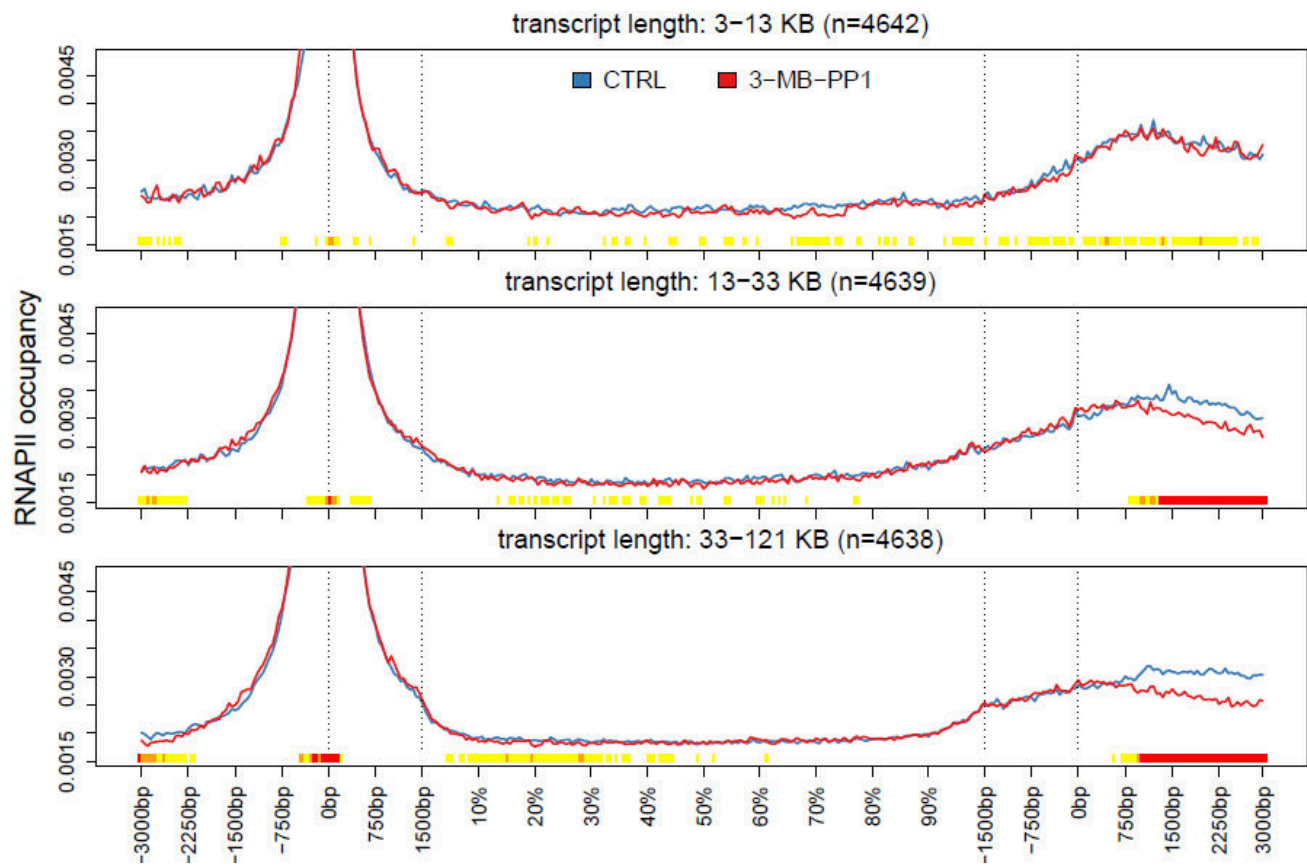 transcript length: 3−13 KB (n=4642)
CTRL 3−MB−PP1
0.0045
0.0030
0.0015
transcript length: 13−33 KB (n=4639)
RNAPII occupancy
0.0045
0.0030
0.0015
transcript length: 33−121 KB (n=4638)
0.0045
0.0030
0.0015
−3000bp −2250bp −1500bp −750bp 0bp 7500bp 1500bp 10% 20% 30% 40% 50% 60% 70% 80% 90% −1500bp −750bp 0bp 7500bp 1500bp 2250bp 3000bp